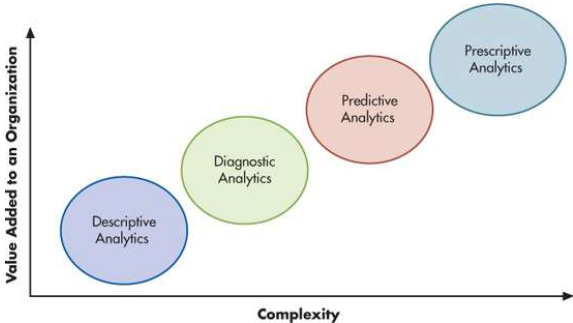 Value Added to an Organization
Prescriptive
Analytics
Predictive
Analytics
Diagnostic
Analytics
Descriptive
Analytics
Complexity